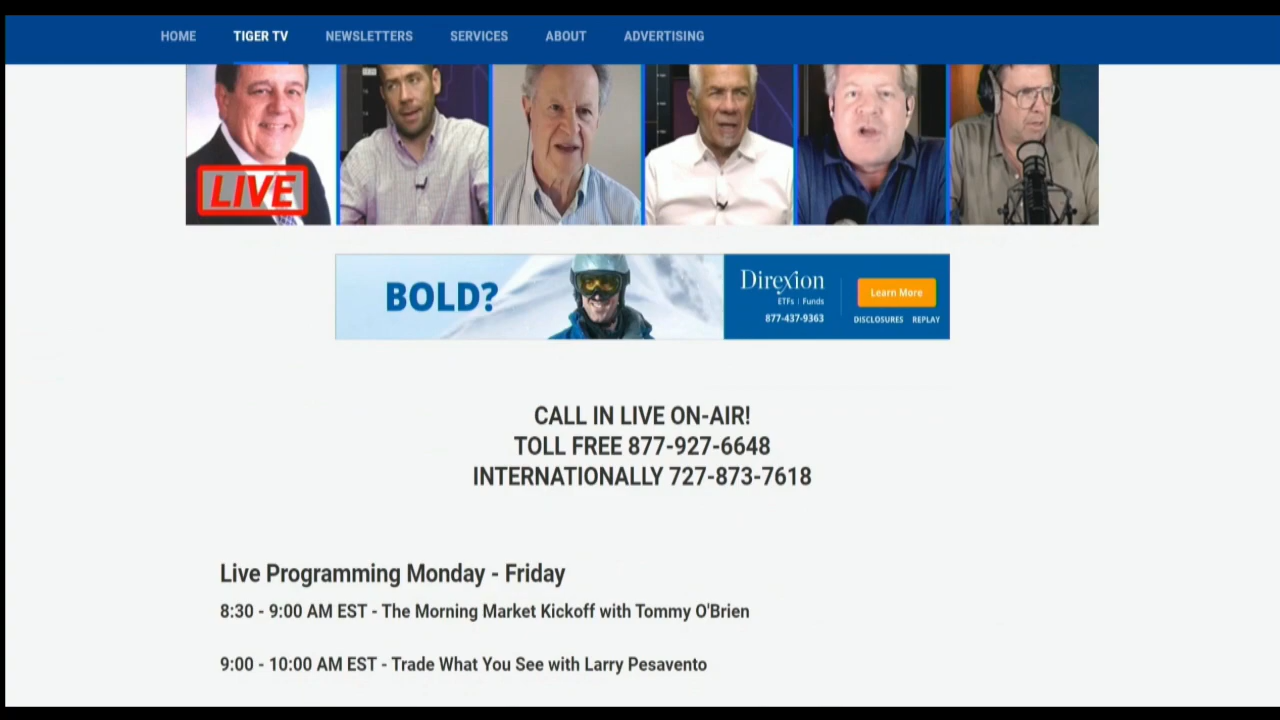 HOME TIGER TV NEWSLETTERS SERVICES ABOUT ADVERTISING
LIVE
BOLD?
Direxion
ETFs | Funds
877-437-9363
Learn More
DISCLOSURES REPLAY
CALL IN LIVE ON-AIR!
TOLL FREE 877-927-6648
INTERNATIONALLY 727-873-7618
Live Programming Monday - Friday
8:30 - 9:00 AM EST - The Morning Market Kickoff with Tommy O'Brien
9:00 - 10:00 AM EST - Trade What You See with Larry Pesavento